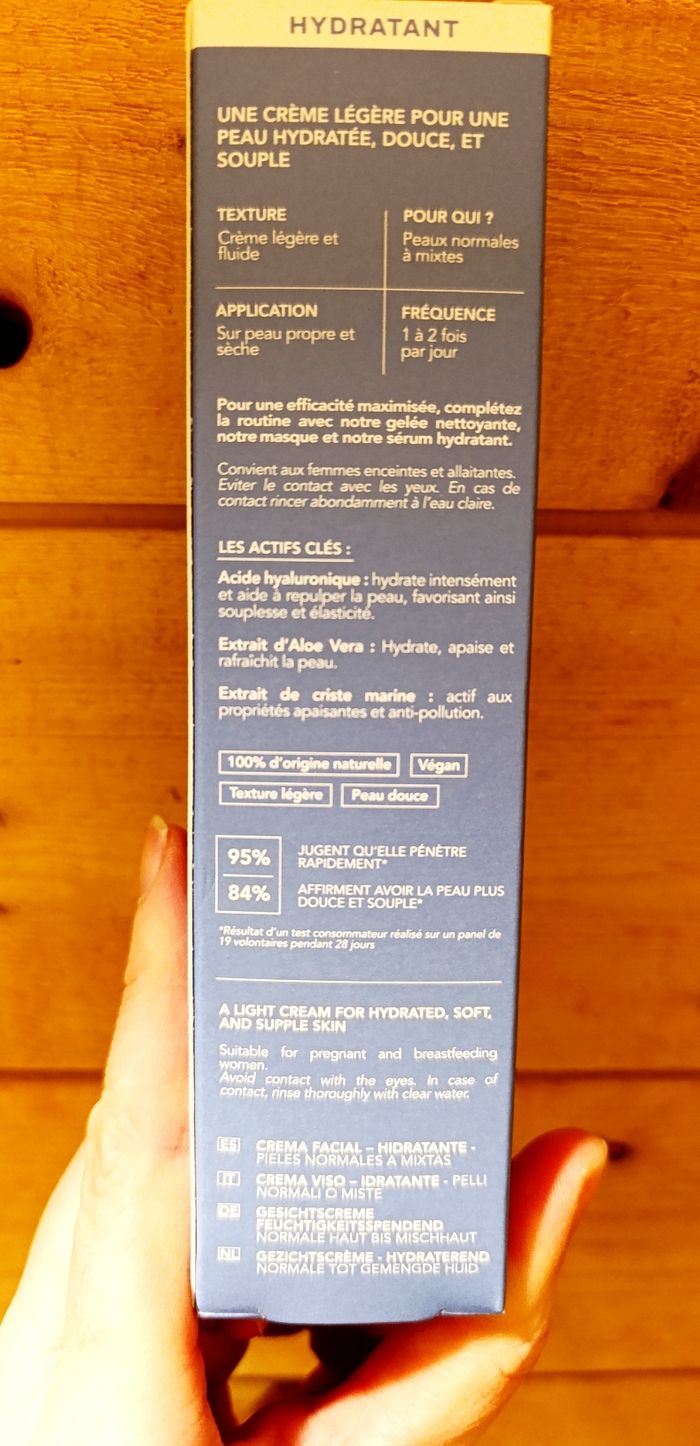 HYDRATANT
UNE CRÈME LÉGÈRE POUR UNE
PEAU HYDRATÉE, DOUCE, ET
SOUPLE
TEXTURE
Crème légère et
fluide
POUR QUI ?
Peaux normales
à mixtes
APPLICATION
Sur peau propre et
sèche
FRÉQUENCE
1 à 2 fois
par jour
Pour une efficacité maximisée, complétez
la routine avec notre gelée nettoyante,
notre masque et notre sérum hydratant.
Convient aux femmes enceintes et allaitantes.
Eviter le contact avec les yeux. En cas de
contact rincer abondamment à l'eau claire.
LES ACTIFS CLÉS :
Acide hyaluronique : hydrate intensément
et aide à repulper la peau, favorisant ainsi
souplesse et élasticité.
Extrait d'Aloe Vera : Hydrate, apaise et
rafraîchit la peau.
Extrait de criste marine : actif aux
propriétés apaisantes et anti-pollution.
100% d'origine naturelle Végan
Texture légère Peau douce
95% JUGENT QU'ELLE PÉNÈTRE
RAPIDEMENT*
84% AFFIRMENT AVOIR LA PEAU PLUS
DOUCE ET SOUPLE*
*Résultat d'un test consommateur réalisé sur un panel de
19 volontaires pendant 28 jours
A LIGHT CREAM FOR HYDRATED, SOFT,
AND SUPPLE SKIN
Suitable for pregnant and breastfeeding
women.
Avoid contact with the eyes. In case of
contact, rinse thoroughly with clear water.
ES CREMA FACIAL – HIDRATANTE -
PIELES NORMALES A MIXTAS
IT CREMA VISO – IDRATANTE - PELLI
NORMALI O MISTE
DE GESICHTSCREME
FEUCHTIGKEITSSPENDEND
NORMALE HAUT BIS MISCHHAUT
NL GEZICHTSCRÈME - HYDRATEREND
NORMALE TOT GEMENGDE HUID